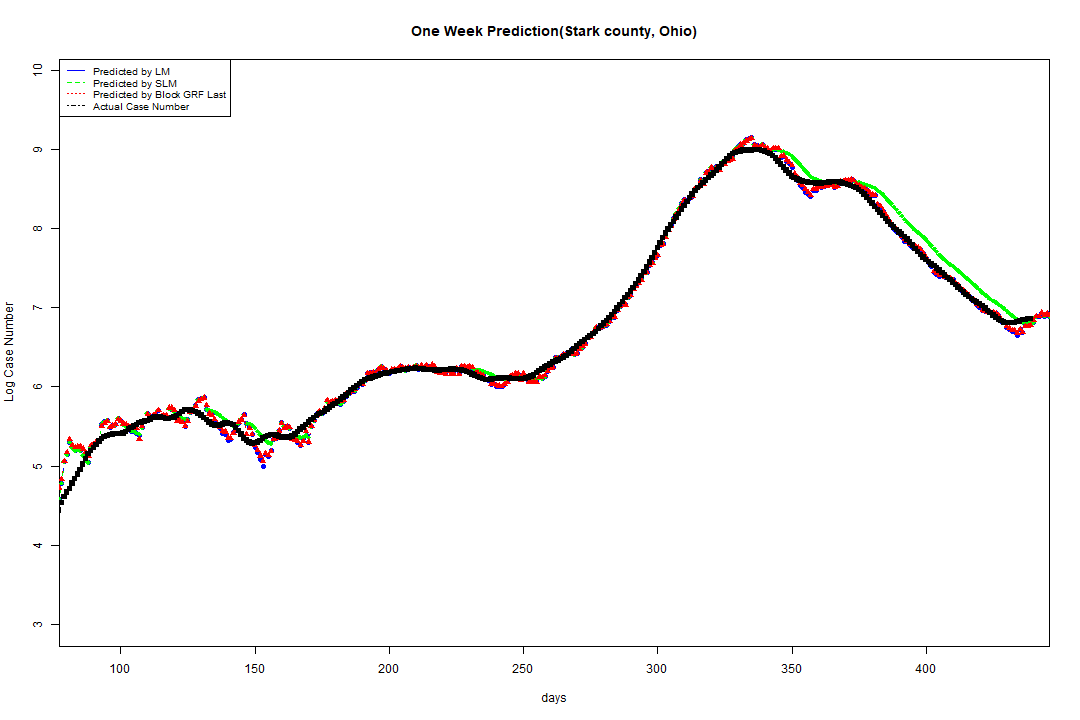 One Week Prediction(Stark county, Ohio)
Predicted by LM
Predicted by SLM
Predicted by Block GRF Last
Actual Case Number
10
9
8
7
6
5
4
3
Log Case Number
100 150 200 250 300 350 400
days